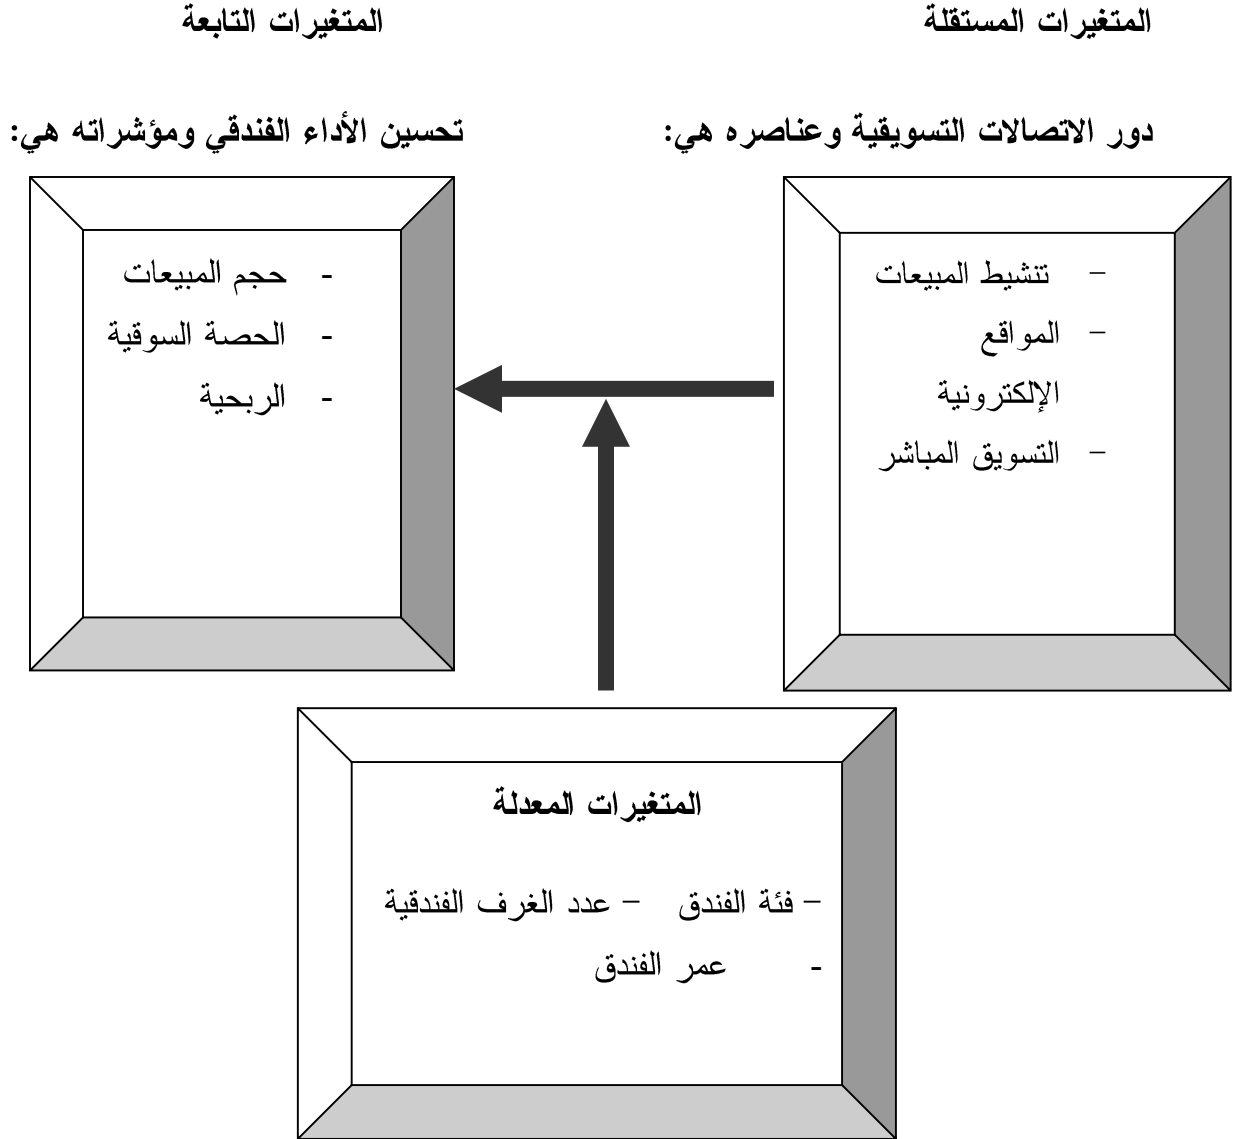 المتغيرات المستقلة
المتغيرات التابعة
دور الاتصالات التسويقية وعناصره هي:
تحسين الأداء الفندقي ومؤشراته هي:
– تنشيط المبيعات
– المواقع
الإلكترونية
– التسويق المباشر
- حجم المبيعات
- الحصة السوقية
- الربحية
المتغيرات المعدلة
– فئة الفندق – عدد الغرف الفندقية
- عمر الفندق